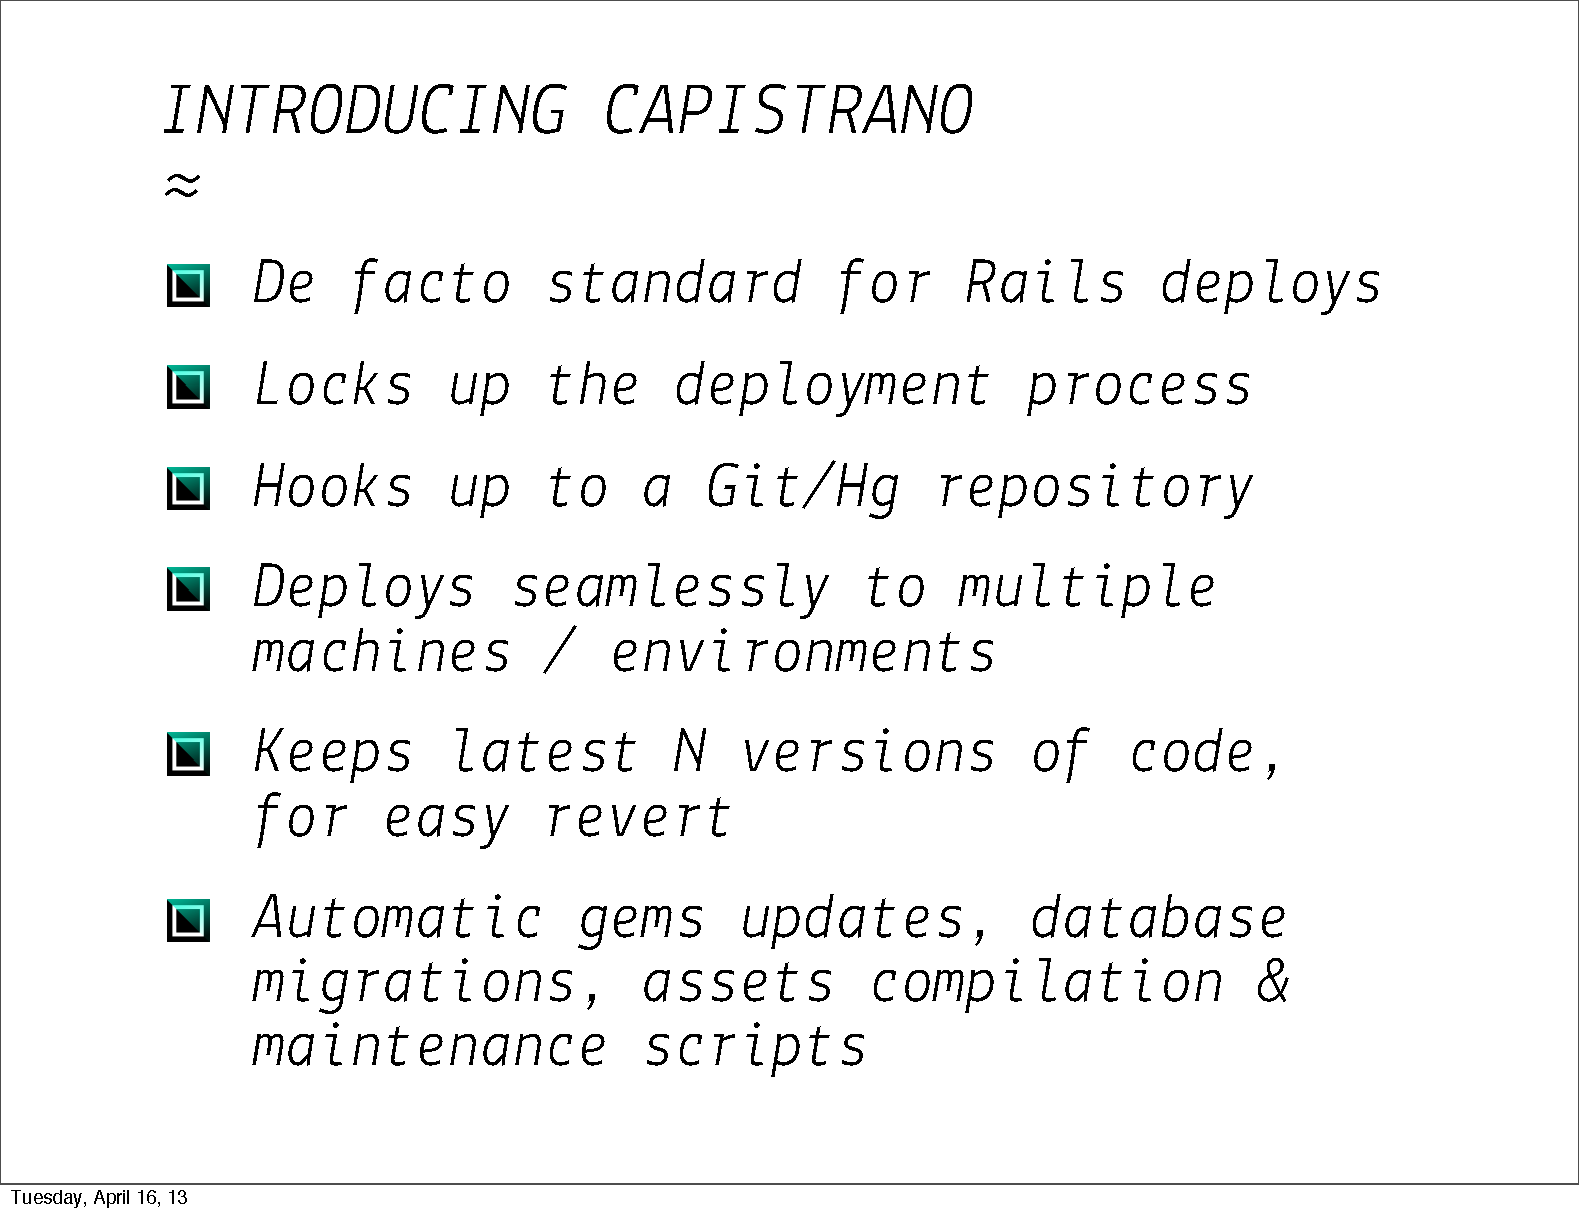 INTRODUCING CAPISTRANO
≈
De facto standard for Rails deploys
Locks up the deployment process
Hooks up to a Git/Hg repository
Deploys seamlessly to multiple
machines / environments
Keeps latest N versions of code,
for easy revert
Automatic gems updates, database
migrations, assets compilation &
maintenance scripts
Tuesday, April 16, 13